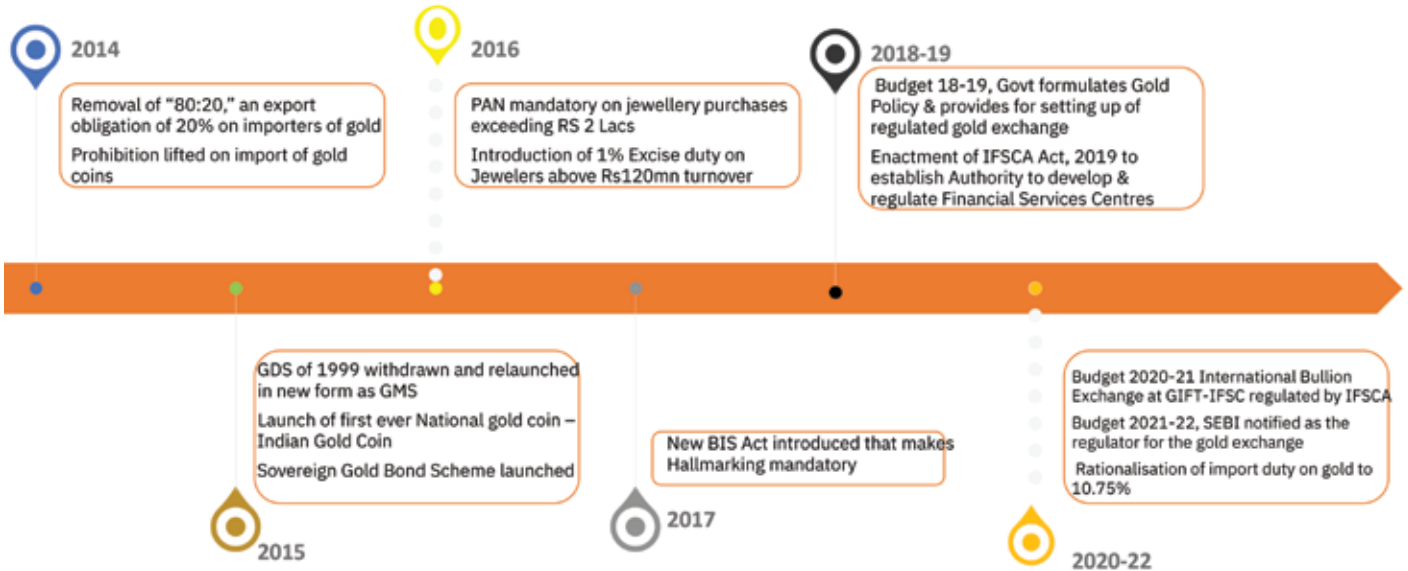 2014
Removal of “80:20,” an export
obligation of 20% on importers of gold
Prohibition lifted on import of gold
coins
2016
PAN mandatory on jewellery purchases
exceeding RS 2 Lacs
Introduction of 1% Excise duty on
Jewelers above Rs120mn turnover
2018-19
Budget 18-19, Govt formulates Gold
Policy & provides for setting up of
regulated gold exchange
Enactment of IFSCA Act, 2019 to
establish Authority to develop &
regulate Financial Services Centres
GDS of 1999 withdrawn and relaunched
in new form as GMS
Launch of first ever National gold coin –
Indian Gold Coin
Sovereign Gold Bond Scheme launched
2015
New BIS Act introduced that makes
Hallmarking mandatory
2017
Budget 2020-21 International Bullion
Exchange at GIFT-IFSC regulated by IFSCA
Budget 2021-22, SEBI notified as the
regulator for the gold exchange
Rationalisation of import duty on gold to
10.75%
2020-22